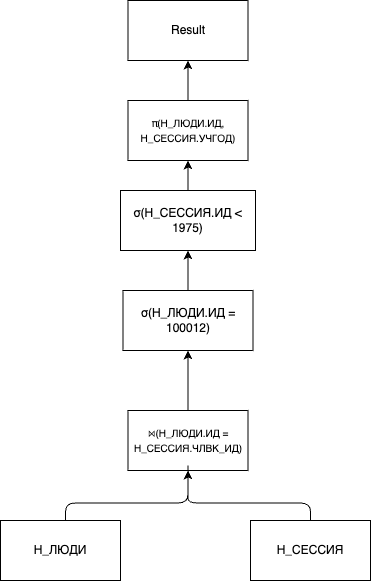 Result
π(Н_ЛЮДИ.ИД,
Н_СЕССИЯ.УЧГОД)
σ(Н_СЕССИЯ.ИД <
1975)
σ(Н_ЛЮДИ.ИД =
100012)
⋈(Н_ЛЮДИ.ИД =
Н_СЕССИЯ.ЧЛВК_ИД)
Н_ЛЮДИ
Н_СЕССИЯ